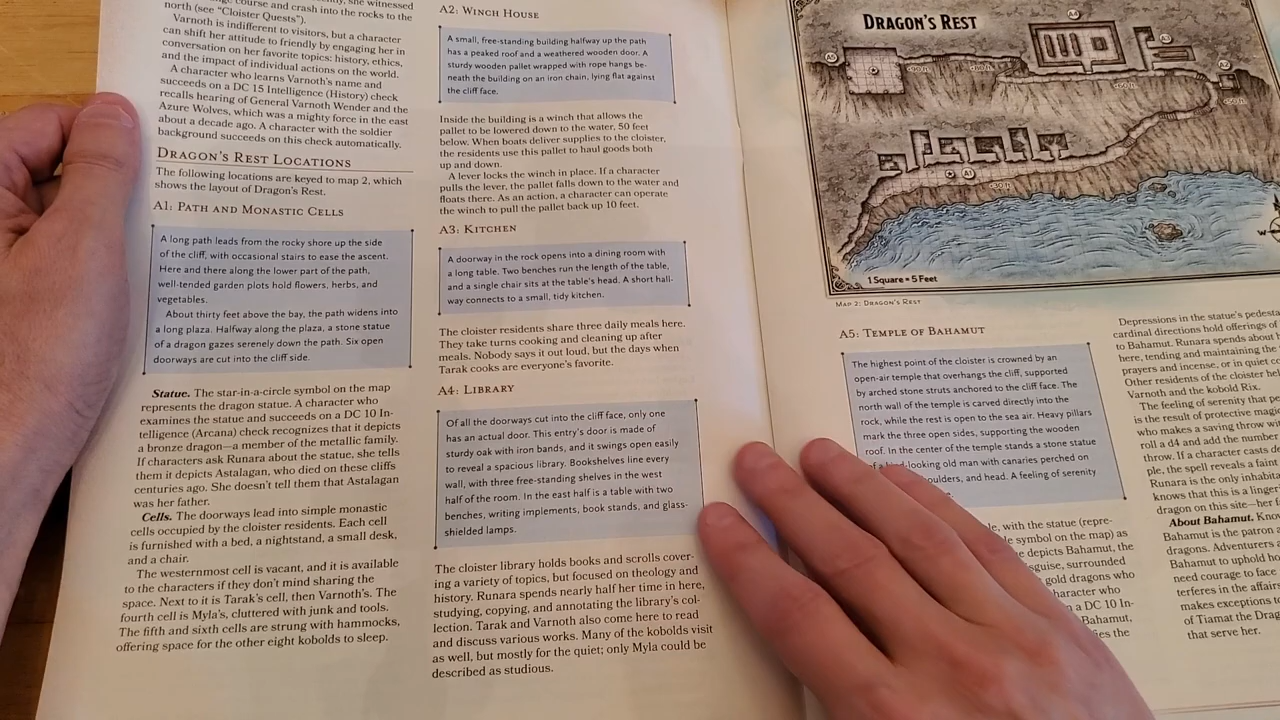 course and crash into the rocks to the
north (see "Cloister Quests").
Varnoth is indifferent to visitors, but a character
can shift her attitude to friendly by engaging her in
conversation on her favorite topics: history, ethics,
and the impact of individual actions on the world.
A character who learns Varnoth's name and
succeeds on a DC 15 Intelligence (History) check
recalls hearing of General Varnoth Wender and the
Azure Wolves, which was a mighty force in the east
about a decade ago. A character with the soldier
background succeeds on this check automatically.
DRAGON'S REST LOCATIONS
The following locations are keyed to map 2, which
shows the layout of Dragon's Rest.
A1: PATH AND MONASTIC CELLS
A long path leads from the rocky shore up the side
of the cliff, with occasional stairs to ease the ascent.
Here and there along the lower part of the path,
well-tended garden plots hold flowers, herbs, and
vegetables.
About thirty feet above the bay, the path widens into
a long plaza. Halfway along the plaza, a stone statue
of a dragon gazes serenely down the path. Six open
doorways are cut into the cliff side.
Statue. The star-in-a-circle symbol on the map
represents the dragon statue. A character who
examines the statue and succeeds on a DC 10 In-
telligence (Arcana) check recognizes that it depicts
a bronze dragon—a member of the metallic family.
If characters ask Runara about the statue, she tells
them it depicts Astalagan, who died on these cliffs
centuries ago. She doesn't tell them that Astalagan
was her father.
Cells. The doorways lead into simple monastic
cells occupied by the cloister residents. Each cell
is furnished with a bed, a nightstand, a small desk,
and a chair.
The westernmost cell is vacant, and it is available
to the characters if they don't mind sharing the
space. Next to it is Tarak's cell, then Varnoth's. The
fourth cell is Myla's, cluttered with junk and tools.
The fifth and sixth cells are strung with hammocks,
offering space for the other eight kobolds to sleep.
A2: WINCH HOUSE
A small, free-standing building halfway up the path
has a peaked roof and a weathered wooden door. A
sturdy wooden pallet wrapped with rope hangs be-
neath the building on an iron chain, lying flat against
the cliff face.
Inside the building is a winch that allows the
pallet to be lowered down to the water, 50 feet
below. When boats deliver supplies to the cloister,
the residents use this pallet to haul goods both
up and down.
A lever locks the winch in place. If a character
pulls the lever, the pallet falls down to the water and
floats there. As an action, a character can operate
the winch to pull the pallet back up 10 feet.
A3: KITCHEN
A doorway in the rock opens into a dining room with
a long table. Two benches run the length of the table,
and a single chair sits at the table's head. A short hall-
way connects to a small, tidy kitchen.
The cloister residents share three daily meals here.
They take turns cooking and cleaning up after
meals. Nobody says it out loud, but the days when
Tarak cooks are everyone's favorite.
A4: LIBRARY
Of all the doorways cut into the cliff face, only one
has an actual door. This entry's door is made of
sturdy oak with iron bands, and it swings open easily
to reveal a spacious library. Bookshelves line every
wall, with three free-standing shelves in the west
half of the room. In the east half is a table with two
benches, writing implements, book stands, and glass-
shielded lamps.
The cloister library holds books and scrolls cover-
ing a variety of topics, but focused on theology and
history. Runara spends nearly half her time in here,
studying, copying, and annotating the library's col-
lection. Tarak and Varnoth also come here to read
and discuss various works. Many of the kobolds visit
as well, but mostly for the quiet; only Myla could be
described as studious.
DRAGON'S REST
A4
A3
A5
A2
A1
+30 ft.
1 Square = 5 Feet
W
MAP 2: DRAGON'S REST
A5: TEMPLE OF BAHAMUT
The highest point of the cloister is crowned by an
open-air temple that overhangs the cliff, supported
by arched stone struts anchored to the cliff face. The
north wall of the temple is carved directly into the
rock, while the rest is open to the sea air. Heavy pillars
mark the three open sides, supporting the wooden
roof. In the center of the temple stands a stone statue
looking old man with canaries perched on
and head. A feeling of serenity
with the statue (repre-
symbol on the map) as
depicts Bahamut, the
surrounded
gold dragons who
character who
a DC 10 In-
Bahamut,
the
Depressions in the statue's
cardinal directions hold offerings of
to Bahamut. Runara spends about
here, tending and maintaining the
prayers and incense, or in quiet
Other residents of the cloister
Varnoth and the kobold Rix.
The feeling of serenity that
is the result of protective
who makes a saving throw
roll a d4 and add the number
throw. If a character casts
the spell reveals a faint
Runara is the only
knows that this is a
dragon on this site—her
About Bahamut.
Bahamut is the patron
dragons. Adventurers
Bahamut to uphold
need courage to face
in the affairs
makes exceptions
of Tiamat the
that serve her.